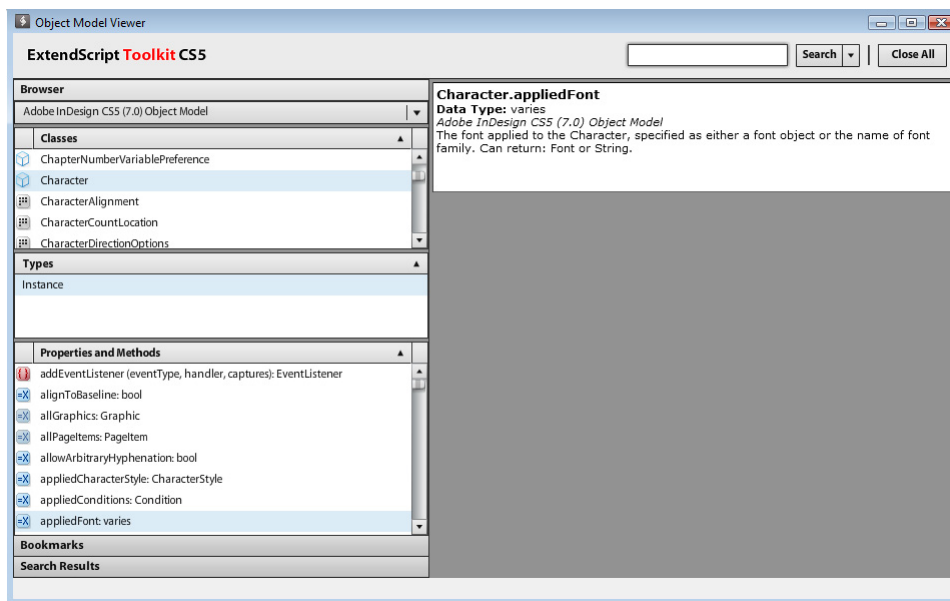 Object Model Viewer
ExtendScript Toolkit CS5
Search
Close All
Browser
Adobe InDesign CS5 (7.0) Object Model
Classes
ChapterNumberVariablePreference
Character
CharacterAlignment
CharacterCountLocation
CharacterDirectionOptions
Types
Instance
Properties and Methods
addEventListener (eventType, handler, captures): EventListener
alignToBaseline: bool
allGraphics: Graphic
allPageItems: PageItem
allowArbitraryHyphenation: bool
appliedCharacterStyle: CharacterStyle
appliedConditions: Condition
appliedFont: varies
Bookmarks
Search Results
Character.appliedFont
Data Type: varies
Adobe InDesign CS5 (7.0) Object Model
The font applied to the Character, specified as either a font object or the name of font
family. Can return: Font or String.